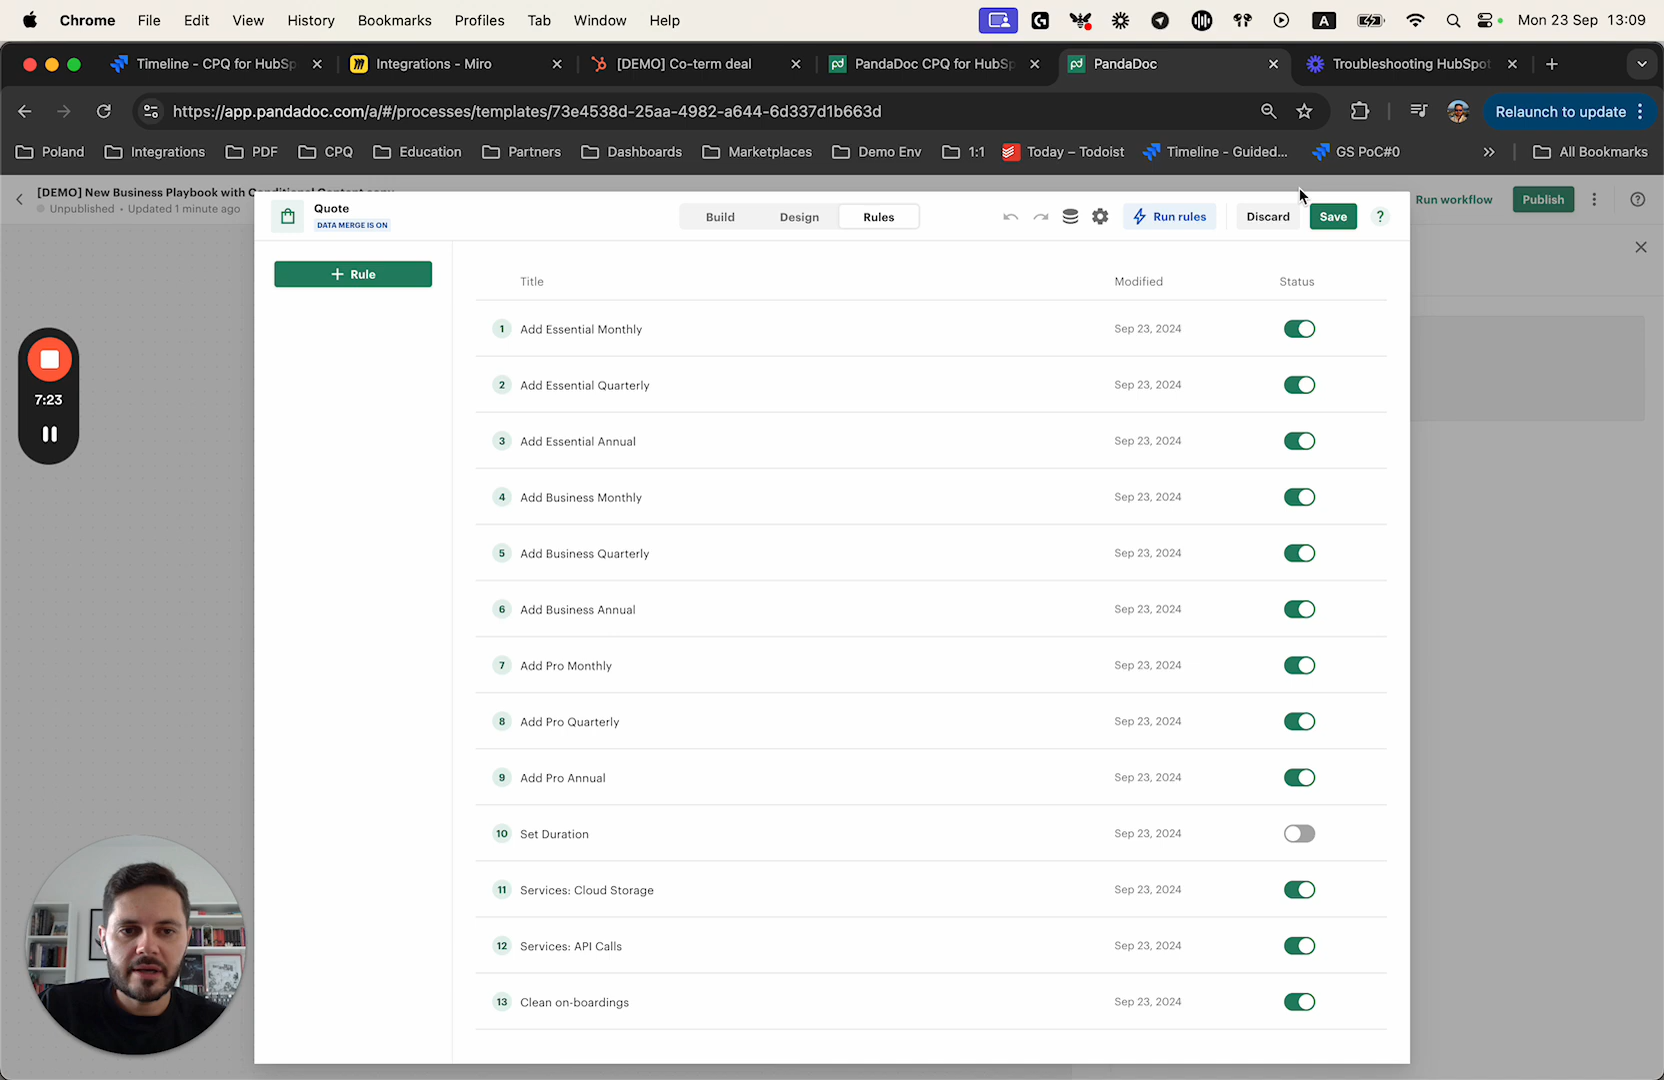 Chrome File Edit View History Bookmarks Profiles Tab Window Help A Mon 23 Sep 13:09
Timeline - CPQ for HubSp Integrations - Miro [DEMO] Co-term deal PandaDoc CPQ for HubSp PandaDoc Troubleshooting HubSpot
https://app.pandadoc.com/a/#/processes/templates/73e4538d-25aa-4982-a644-6d337d1b663d Relaunch to update
Poland Integrations PDF CPQ Education Partners Dashboards Marketplaces Demo Env 1:1 Today – Todoist Timeline - Guided... GS PoC#0 » All Bookmarks
[DEMO] New Business Playbook with Conditional Content copy
Unpublished • Updated 1 minute ago
Run workflow Publish
Quote
DATA MERGE IS ON
Build Design Rules Run rules Discard Save ?
+ Rule
Title Modified Status
1 Add Essential Monthly Sep 23, 2024
2 Add Essential Quarterly Sep 23, 2024
3 Add Essential Annual Sep 23, 2024
4 Add Business Monthly Sep 23, 2024
5 Add Business Quarterly Sep 23, 2024
6 Add Business Annual Sep 23, 2024
7 Add Pro Monthly Sep 23, 2024
8 Add Pro Quarterly Sep 23, 2024
9 Add Pro Annual Sep 23, 2024
10 Set Duration Sep 23, 2024
11 Services: Cloud Storage Sep 23, 2024
12 Services: API Calls Sep 23, 2024
13 Clean on-boardings Sep 23, 2024
7:23